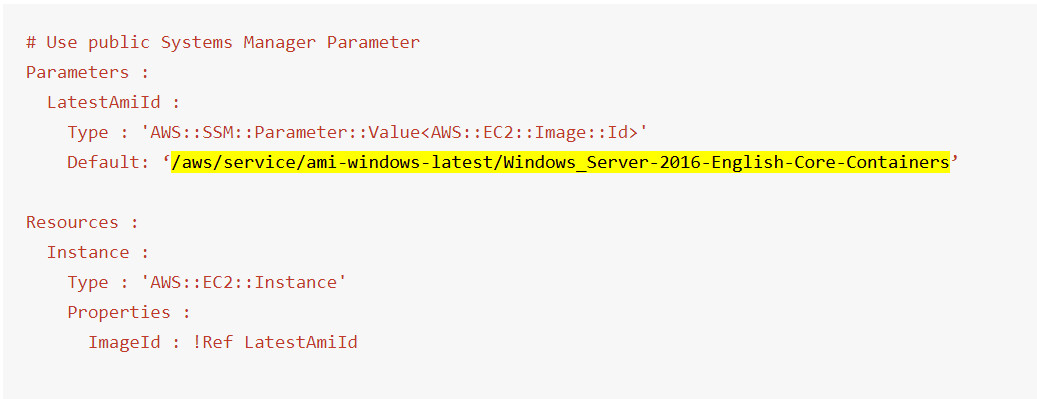 # Use public Systems Manager Parameter
Parameters :
  LatestAmiId :
    Type : 'AWS::SSM::Parameter::Value<AWS::EC2::Image::Id>'
    Default: ‘/aws/service/ami-windows-latest/Windows_Server-2016-English-Core-Containers’
Resources :
  Instance :
    Type : 'AWS::EC2::Instance'
    Properties :
      ImageId : !Ref LatestAmiId